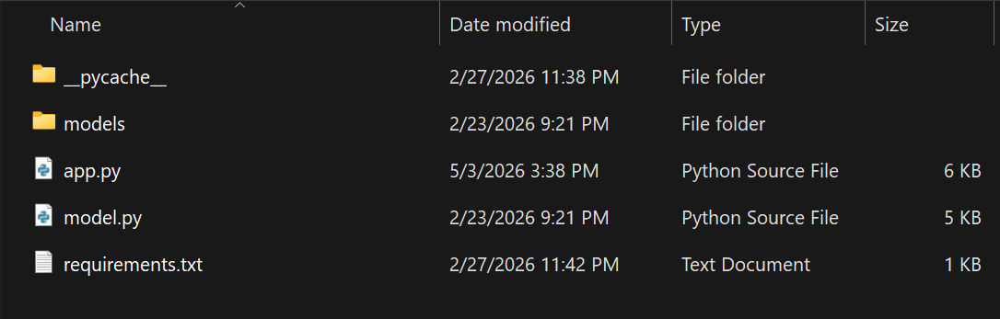 Name Date modified Type Size
__pycache__ 2/27/2026 11:38 PM File folder
models 2/23/2026 9:21 PM File folder
app.py 5/3/2026 3:38 PM Python Source File 6 KB
model.py 2/23/2026 9:21 PM Python Source File 5 KB
requirements.txt 2/27/2026 11:42 PM Text Document 1 KB